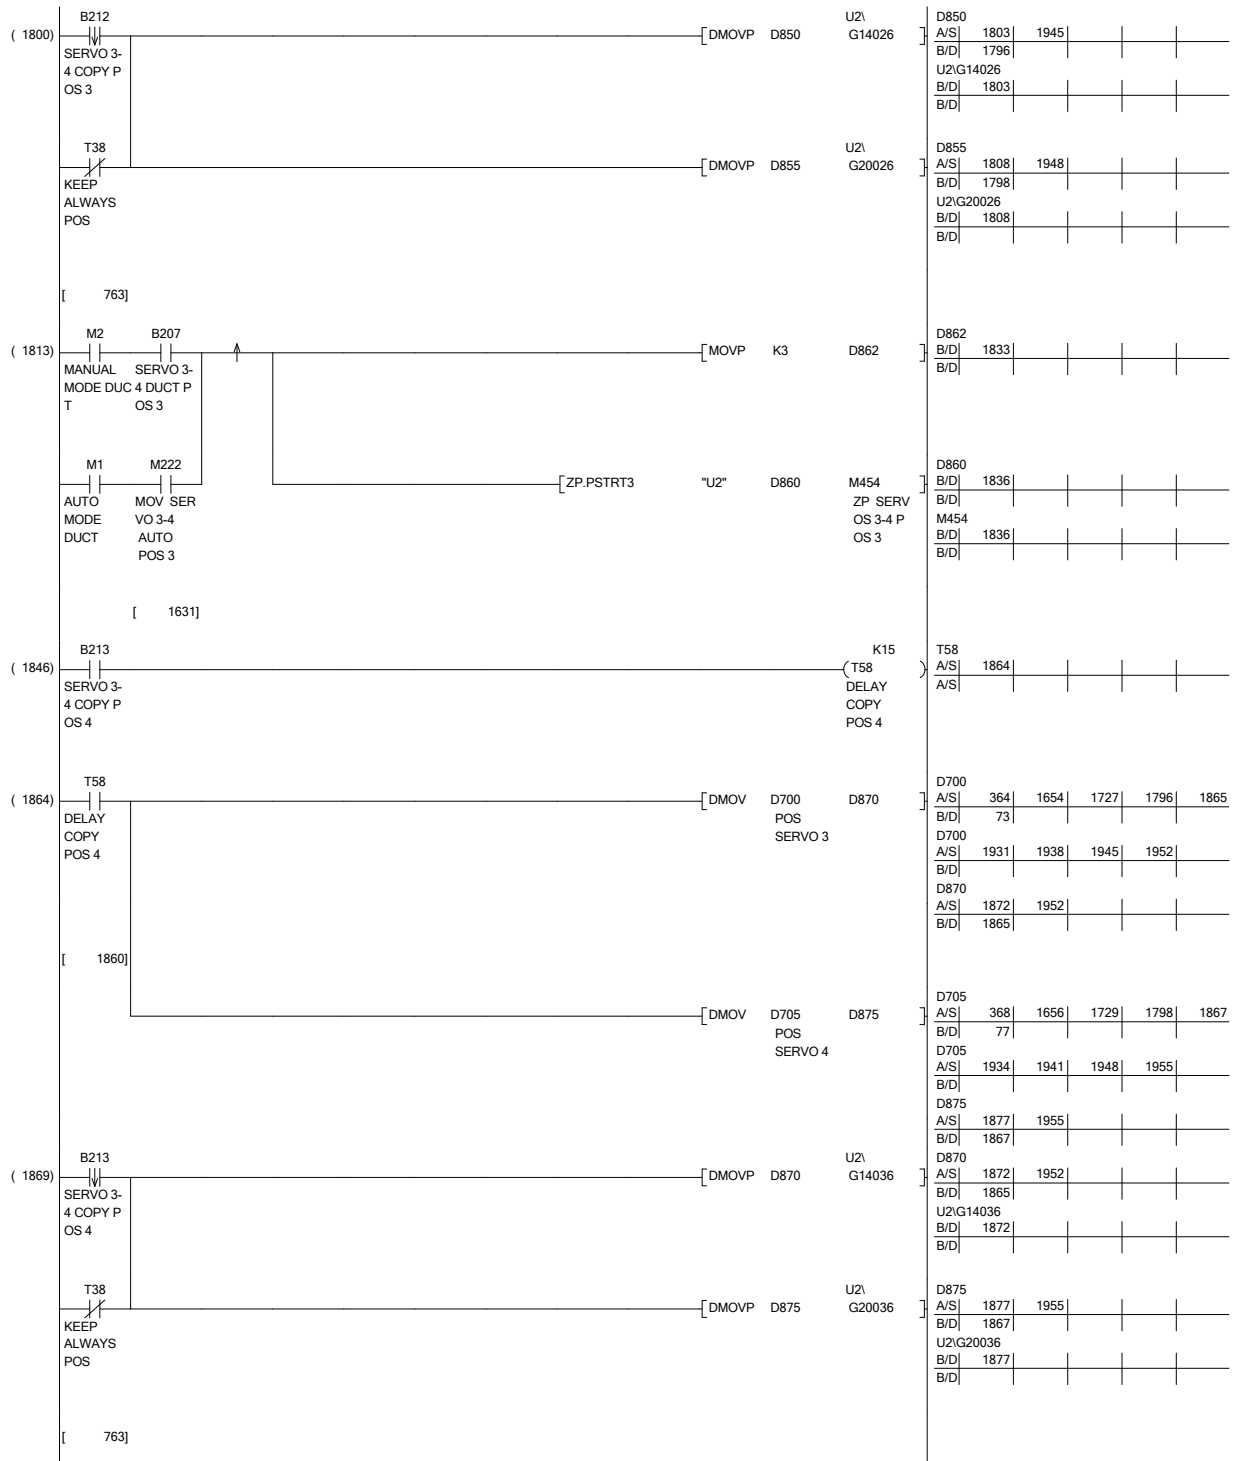 B212 U2\ D850
( 1800) [ DMOVP D850 G14026 ] A/S 1803 1945
SERVO 3- B/D 1796
4 COPY P U2\G14026
OS 3 B/D 1803
B/D
T38 U2\ D855
[ DMOVP D855 G20026 ] A/S 1808 1948
KEEP B/D 1798
ALWAYS U2\G20026
POS B/D 1808
B/D
[ 763]
M2 B207 D862
( 1813) [ MOVP K3 D862 ] B/D 1833
MANUAL SERVO 3- B/D
MODE DUC 4 DUCT P
T OS 3
M1 M222 D860
[ ZP.PSTRT3 "U2" D860 M454 ] B/D 1836
AUTO MOV SER ZP SERV B/D
MODE VO 3-4 OS 3-4 P M454
DUCT AUTO OS 3 B/D 1836
POS 3 B/D
[ 1631]
B213 K15 T58
( 1846) ( T58 ) A/S 1864
SERVO 3- DELAY A/S
4 COPY P COPY
OS 4 POS 4
T58 D700
( 1864) [ DMOV D700 D870 ] A/S 364 1654 1727 1796 1865
DELAY POS B/D 73
COPY SERVO 3 D700
POS 4 A/S 1931 1938 1945 1952
B/D
D870
A/S 1872 1952
B/D 1865
[ 1860]
D705
[ DMOV D705 D875 ] A/S 368 1656 1729 1798 1867
POS B/D 77
SERVO 4 D705
A/S 1934 1941 1948 1955
B/D
D875
A/S 1877 1955
B/D 1867
B213 U2\ D870
( 1869) [ DMOVP D870 G14036 ] A/S 1872 1952
SERVO 3- B/D 1865
4 COPY P U2\G14036
OS 4 B/D 1872
B/D
T38 U2\ D875
[ DMOVP D875 G20036 ] A/S 1877 1955
KEEP B/D 1867
ALWAYS U2\G20036
POS B/D 1877
B/D
[ 763]